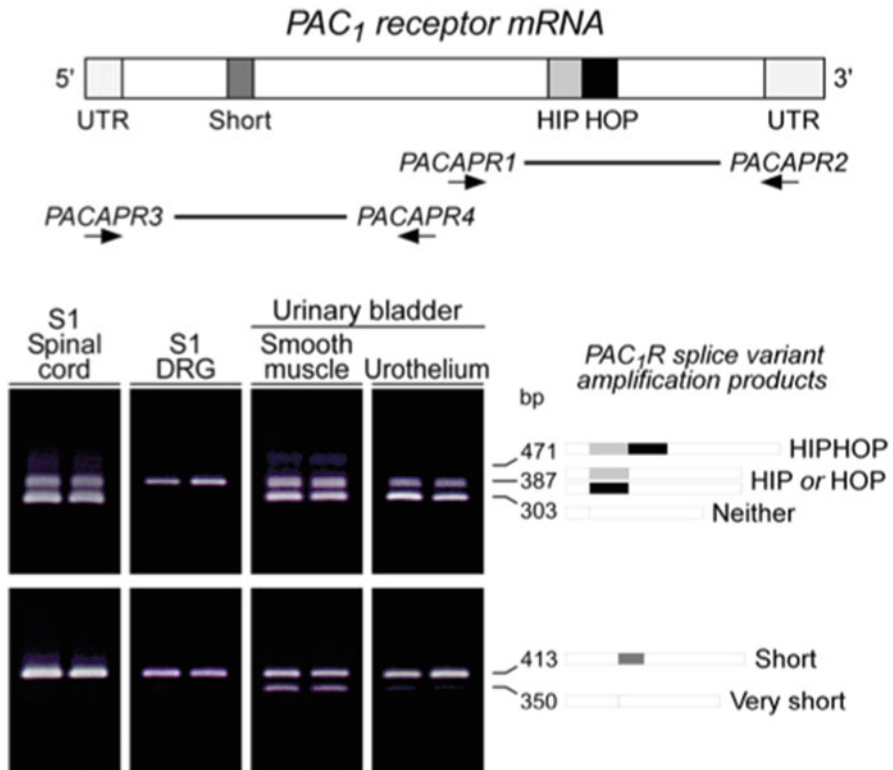 PAC1 receptor mRNA
5' 3'
UTR Short HIP HOP UTR
PACAPR1 PACAPR2
PACAPR3 PACAPR4
Urinary bladder
S1
Spinal
cord
S1
DRG
Smooth
muscle
Urothelium
PAC1R splice variant
amplification products
bp
471 HIPHOP
387 HIP or HOP
303 Neither
413 Short
350 Very short